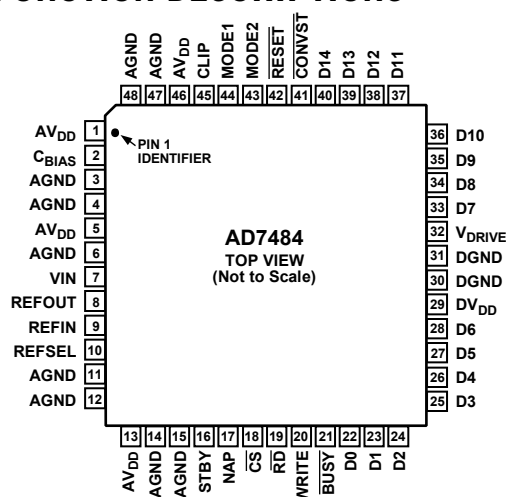 48 AGND
47 AGND
46 AVDD
45 CLIP
44 MODE1
43 MODE2
42 RESET
41 CONVST
40 D14
39 D13
38 D12
37 D11
AVDD 1
CBIAS 2
AGND 3
AGND 4
AVDD 5
AGND 6
VIN 7
REFOUT 8
REFIN 9
REFSEL 10
AGND 11
AGND 12
PIN 1
IDENTIFIER
AD7484
TOP VIEW
(Not to Scale)
36 D10
35 D9
34 D8
33 D7
32 VDRIVE
31 DGND
30 DGND
29 DVDD
28 D6
27 D5
26 D4
25 D3
13 AVDD
14 AGND
15 AGND
16 STBY
17 NAP
18 CS
19 RD
20 WRITE
21 BUSY
22 D0
23 D1
24 D2